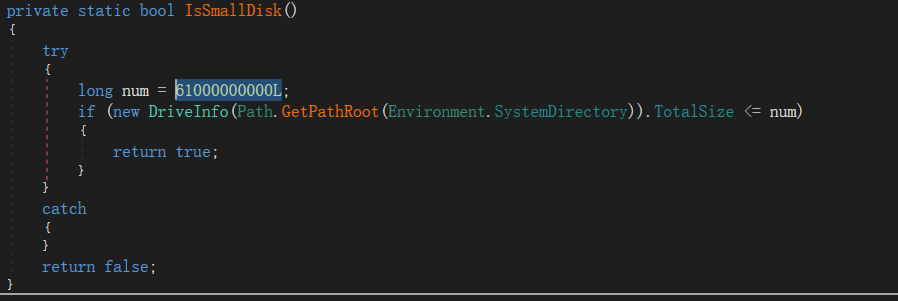 private static bool IsSmallDisk()
{
    try
    {
        long num = 61000000000L;
        if (new DriveInfo(Path.GetPathRoot(Environment.SystemDirectory)).TotalSize <= num)
        {
            return true;
        }
    }
    catch
    {
    }
    return false;
}